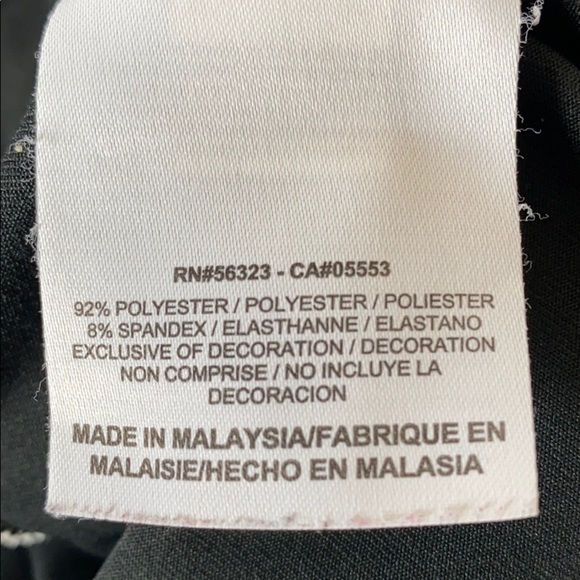 RN#56323 - CA#05553
92% POLYESTER / POLYESTER / POLIESTER
8% SPANDEX / ELASTHANNE / ELASTANO
EXCLUSIVE OF DECORATION / DECORATION
NON COMPRISE / NO INCLUYE LA
DECORACION
MADE IN MALAYSIA/FABRIQUE EN
MALAISIE/HECHO EN MALASIA